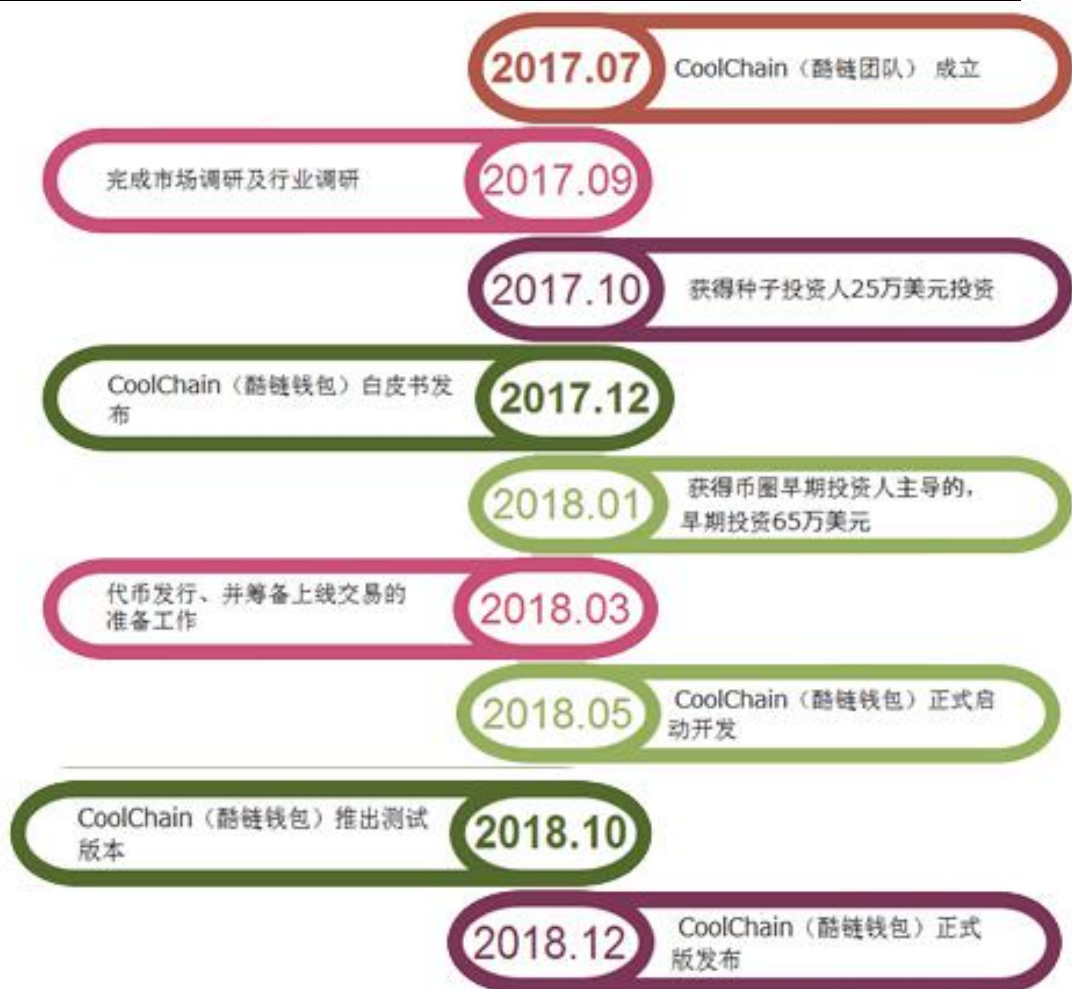 2017.07
CoolChain（酷链团队） 成立
完成市场调研及行业调研
2017.09
2017.10
获得种子投资人25万美元投资
CoolChain（酷链钱包）白皮书发
布
2017.12
2018.01
获得币圈早期投资人主导的，
早期投资65万美元
代币发行、并筹备上线交易的
准备工作
2018.03
2018.05
CoolChain（酷链钱包）正式启
动开发
CoolChain（酷链钱包）推出测试
版本
2018.10
2018.12
CoolChain（酷链钱包）正式
版发布